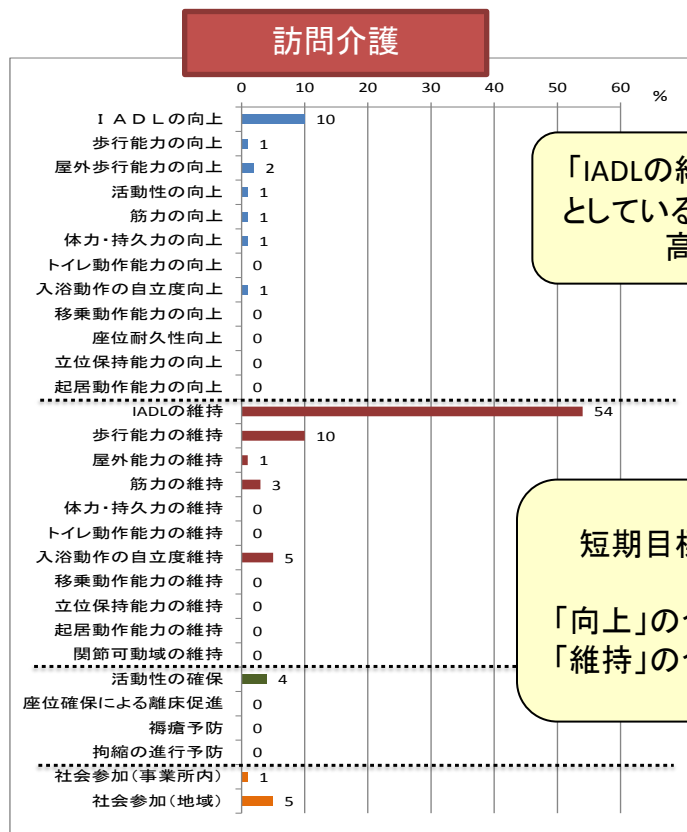 訪問介護
0 10 20 30 40 50 60 %
ＩＡＤＬの向上 10
歩行能力の向上 1
屋外歩行能力の向上 2
活動性の向上 1
筋力の向上 1
体力・持久力の向上 1
トイレ動作能力の向上 0
入浴動作の自立度向上 1
移乗動作能力の向上 0
座位耐久性向上 0
立位保持能力の向上 0
起居動作能力の向上 0
IADLの維持 54
歩行能力の維持 10
屋外能力の維持 1
筋力の維持 3
体力・持久力の維持 0
トイレ動作能力の維持 0
入浴動作の自立度維持 5
移乗動作能力の維持 0
立位保持能力の維持 0
起居動作能力の維持 0
関節可動域の維持 0
活動性の確保 4
座位確保による離床促進 0
褥瘡予防 0
拘縮の進行予防 0
社会参加(事業所内) 1
社会参加(地域) 5
「IADLの
としている
高
短期目
「向上」の
「維持」の